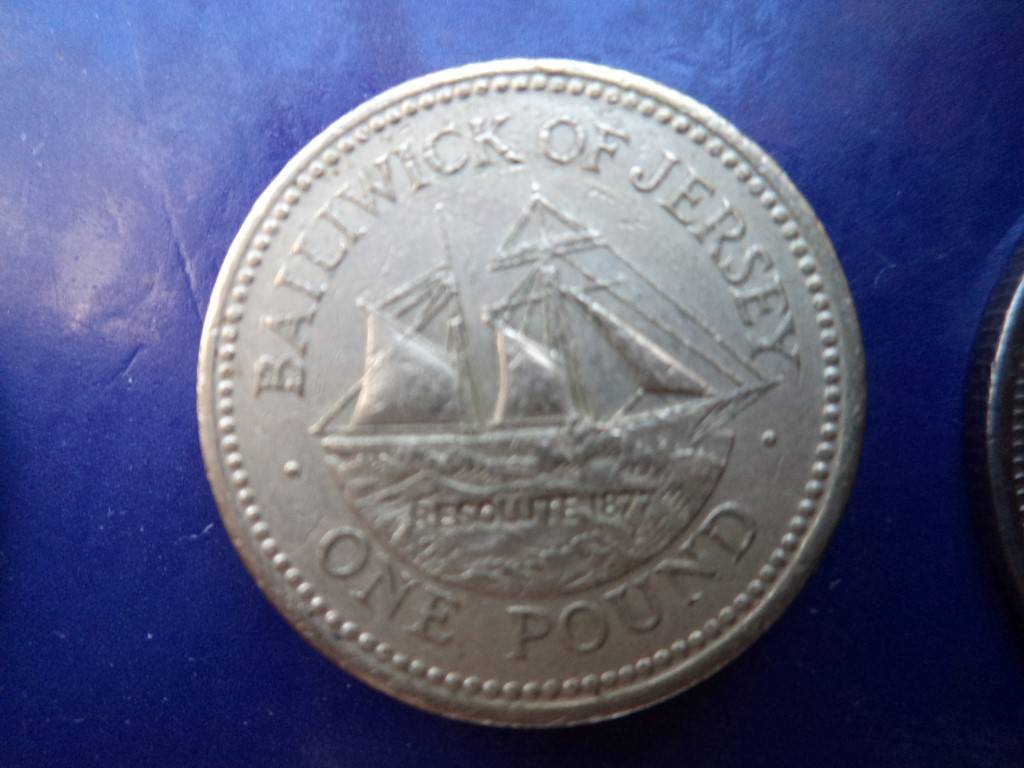 BAILIWICK OF JERSEY
RESOLUTE 1877
ONE POUND